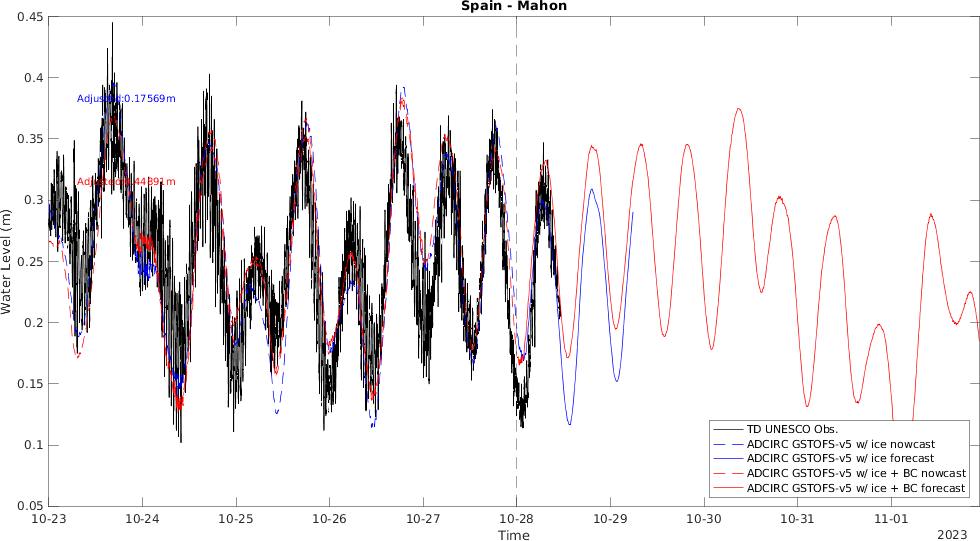 Spain - Mahon
0.45
0.4
0.35
0.3
0.25
0.2
0.15
0.1
0.05
Water Level (m)
10-23
10-24
10-25
10-26
10-27
10-28
10-29
10-30
10-31
11-01
Time
2023
TD UNESCO Obs.
ADCIRC GSTOFS-v5 w/ ice nowcast
ADCIRC GSTOFS-v5 w/ ice forecast
ADCIRC GSTOFS-v5 w/ ice + BC nowcast
ADCIRC GSTOFS-v5 w/ ice + BC forecast